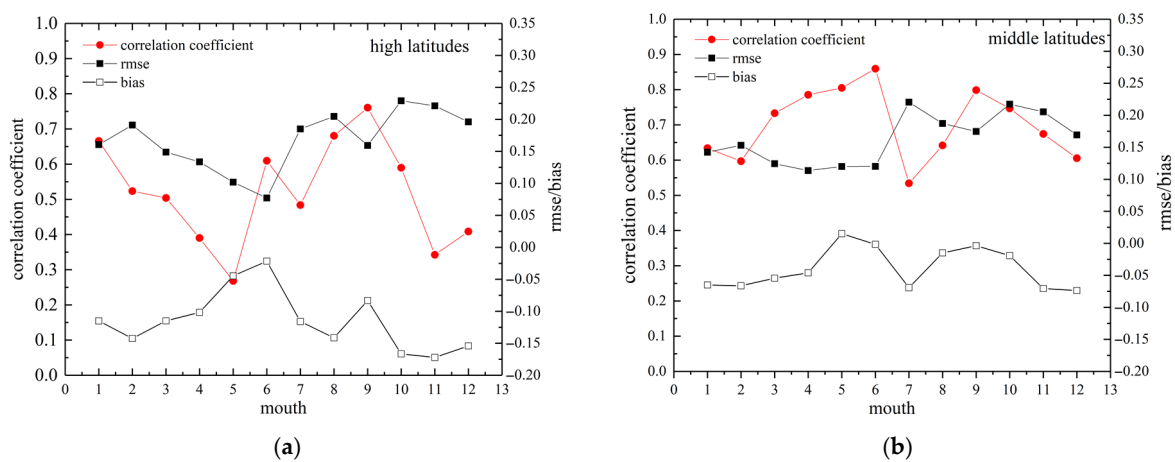 high latitudes
correlation coefficient
rmse
bias
correlation coefficient
1.0
0.9
0.8
0.7
0.6
0.5
0.4
0.3
0.2
0.1
0.0
0.35
0.30
0.25
0.20
0.15
0.10
0.05
0.00
−0.05
−0.10
−0.15
−0.20
rmse/bias
0 1 2 3 4 5 6 7 8 9 10 11 12 13
mouth
(a)
middle latitudes
correlation coefficient
rmse
bias
correlation coefficient
1.0
0.9
0.8
0.7
0.6
0.5
0.4
0.3
0.2
0.1
0.0
0.35
0.30
0.25
0.20
0.15
0.10
0.05
0.00
−0.05
−0.10
−0.15
−0.20
rmse/bias
0 1 2 3 4 5 6 7 8 9 10 11 12 13
mouth
(b)